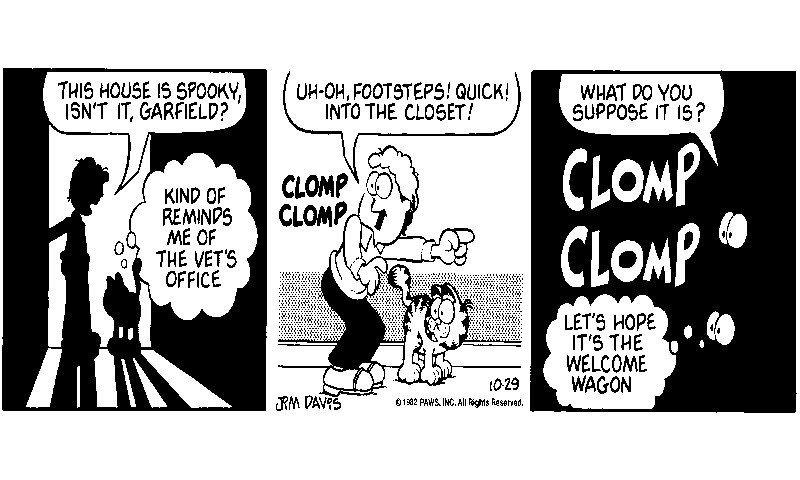 THIS HOUSE IS SPOOKY,
ISN'T IT, GARFIELD?
KIND OF
REMINDS
ME OF
THE VET'S
OFFICE
UH-OH, FOOTSTEPS! QUICK!
INTO THE CLOSET!
CLOMP
CLOMP
JIM DAVIS
10-29
© 1982 PAWS, INC. All Rights Reserved.
WHAT DO YOU
SUPPOSE IT IS?
CLOMP
CLOMP
LET'S HOPE
IT'S THE
WELCOME
WAGON